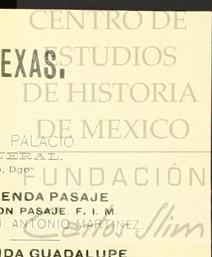 CENTRO DE
ESTUDIOS
EXAS.
DE HISTORIA
DE MEXICO
PALACIO
NERAL.
, Dgo.
FUNDACIÓN
ENDA PASAJE
ON PASAJE. F. I. M.
ANTONIO MARTINEZ
Carlos Slim
NDA GUADALUPE